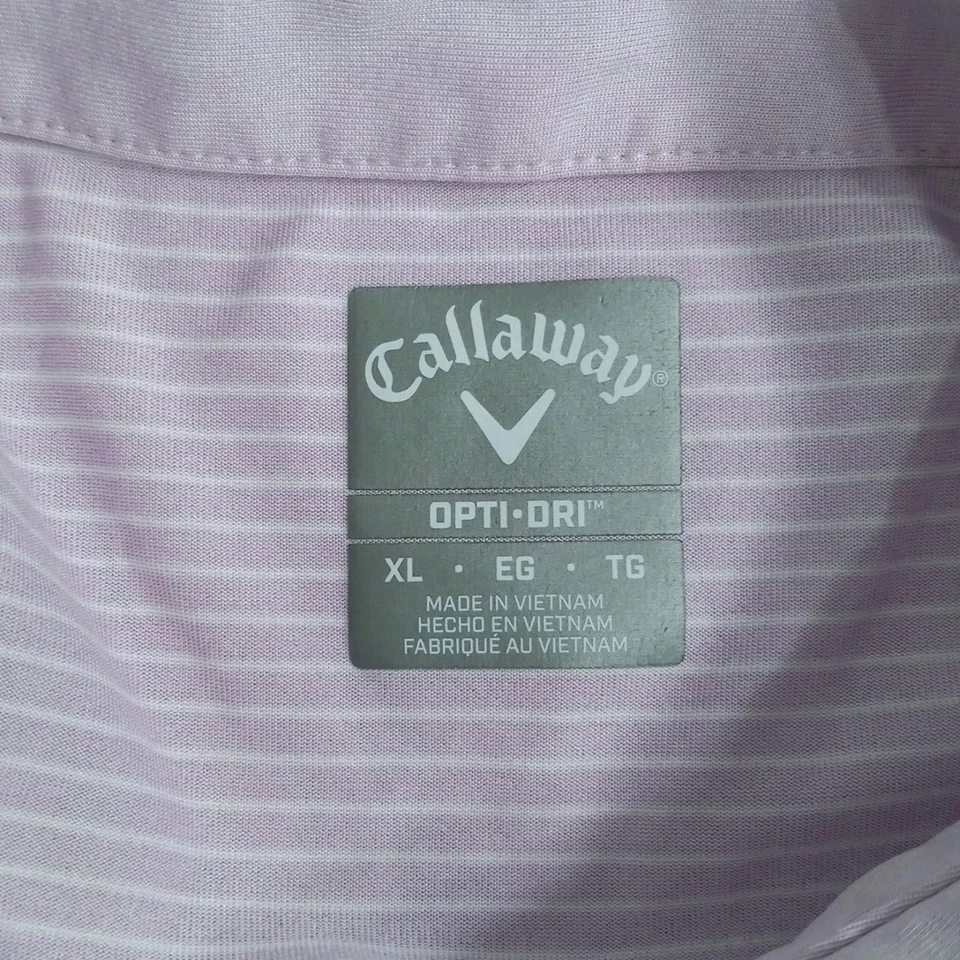 Callaway®
OPTI•DRI™
XL • EG • TG
MADE IN VIETNAM
HECHO EN VIETNAM
FABRIQUÉ AU VIETNAM